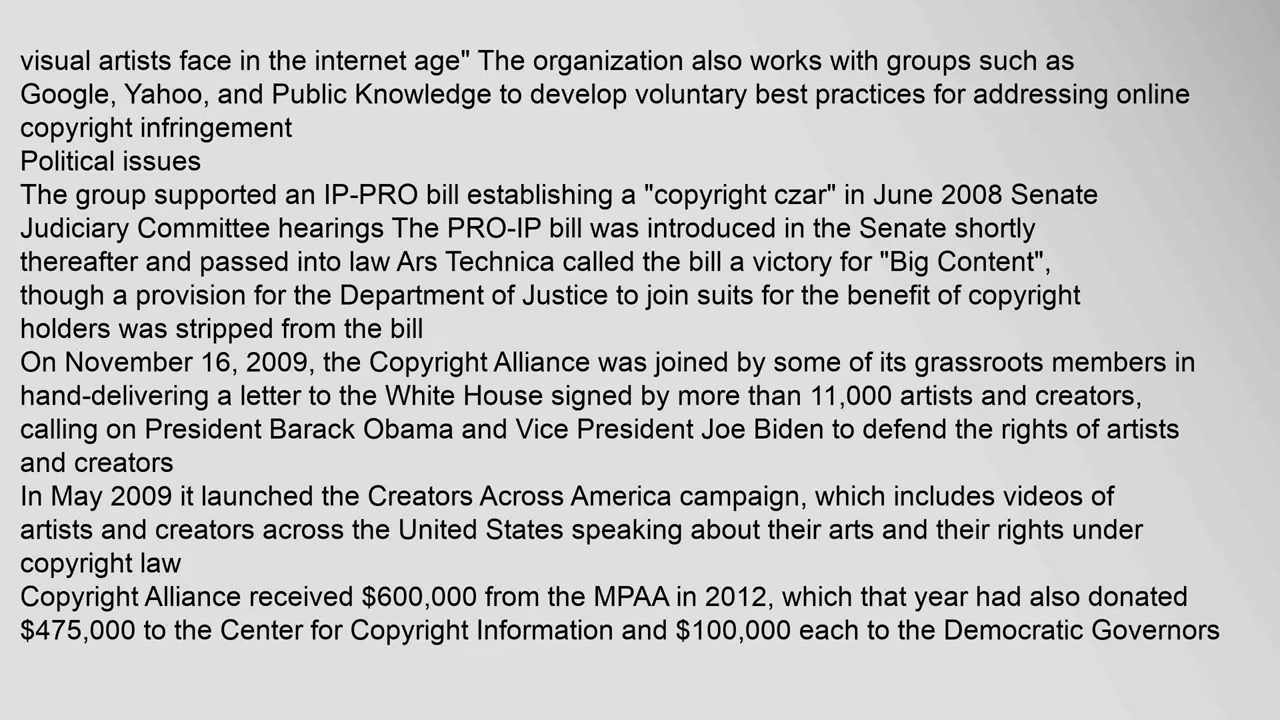 visual artists face in the internet age" The organization also works with groups such as
Google, Yahoo, and Public Knowledge to develop voluntary best practices for addressing online
copyright infringement
Political issues
The group supported an IP-PRO bill establishing a "copyright czar" in June 2008 Senate
Judiciary Committee hearings The PRO-IP bill was introduced in the Senate shortly
thereafter and passed into law Ars Technica called the bill a victory for "Big Content",
though a provision for the Department of Justice to join suits for the benefit of copyright
holders was stripped from the bill
On November 16, 2009, the Copyright Alliance was joined by some of its grassroots members in
hand-delivering a letter to the White House signed by more than 11,000 artists and creators,
calling on President Barack Obama and Vice President Joe Biden to defend the rights of artists
and creators
In May 2009 it launched the Creators Across America campaign, which includes videos of
artists and creators across the United States speaking about their arts and their rights under
copyright law
Copyright Alliance received $600,000 from the MPAA in 2012, which that year had also donated
$475,000 to the Center for Copyright Information and $100,000 each to the Democratic Governors